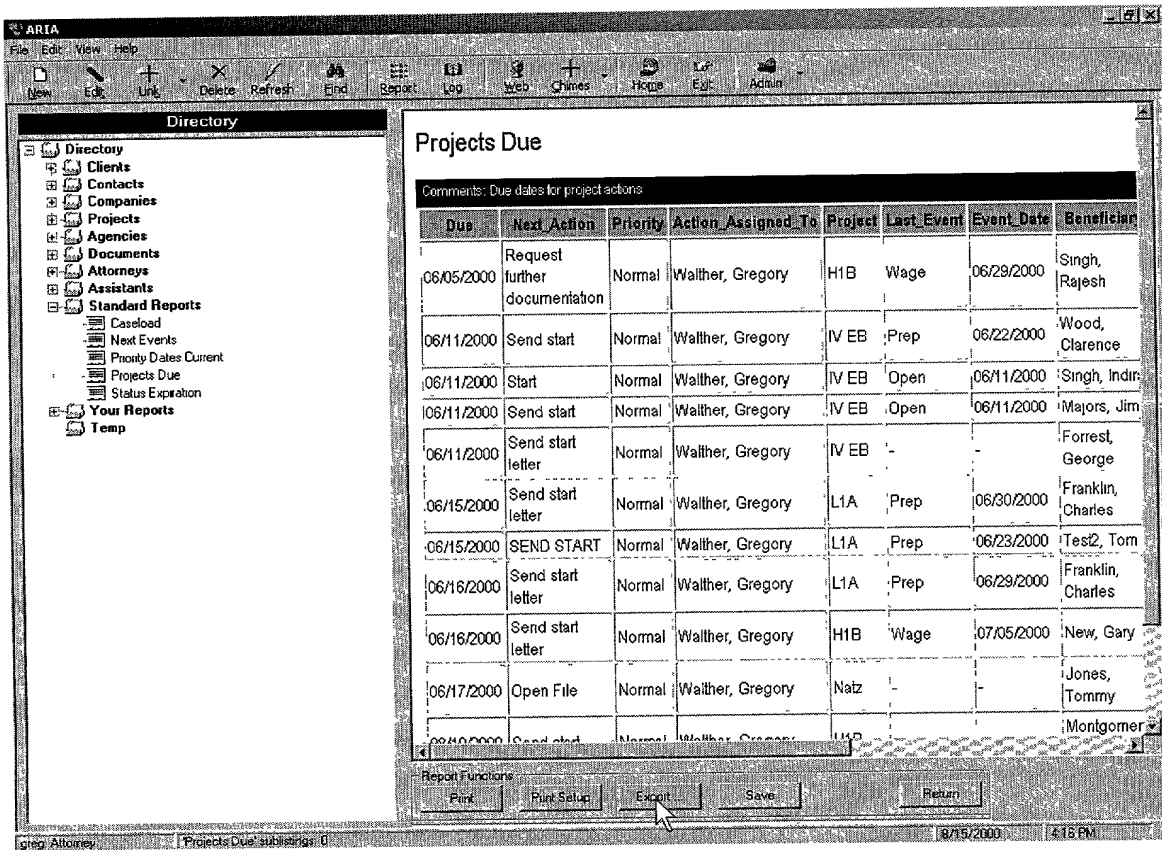 ARIA
File Edit View Help
New Edit Link Delete Refresh Find Report Log Web Chimes Home Exit Admin
Directory
Directory
Clients
Contacts
Companies
Projects
Agencies
Documents
Attorneys
Assistants
Standard Reports
Caseload
Next Events
Priority Dates Current
Projects Due
Status Expiration
Your Reports
Temp
Projects Due
Comments: Due dates for project actions
Due Next_Action Priority Action_Assigned_To Project Last_Event Event_Date Beneficiar
06/05/2000 Request further documentation Normal Walther, Gregory H1B Wage 06/29/2000 Singh, Rajesh
06/11/2000 Send start Normal Walther, Gregory IV EB Prep 06/22/2000 Wood, Clarence
06/11/2000 Start Normal Walther, Gregory IV EB Open 06/11/2000 Singh, Indir
06/11/2000 Send start Normal Walther, Gregory IV EB Open 06/11/2000 Majors, Jim
06/11/2000 Send start letter Normal Walther, Gregory IV EB - - Forrest, George
06/15/2000 Send start letter Normal Walther, Gregory L1A Prep 06/30/2000 Franklin, Charles
06/15/2000 SEND START Normal Walther, Gregory L1A Prep 06/23/2000 Test2, Tom
06/16/2000 Send start letter Normal Walther, Gregory L1A Prep 06/29/2000 Franklin, Charles
06/16/2000 Send start letter Normal Walther, Gregory H1B Wage 07/05/2000 New, Gary
06/17/2000 Open File Normal Walther, Gregory Natz - - Jones, Tommy
Send start Normal Walther, Gregory H1B Montgomer
Report Functions
Print Print Setup Export... Save Return
greg: Attorney 'Projects Due' sublistings: 0 8/15/2000 4:16 PM